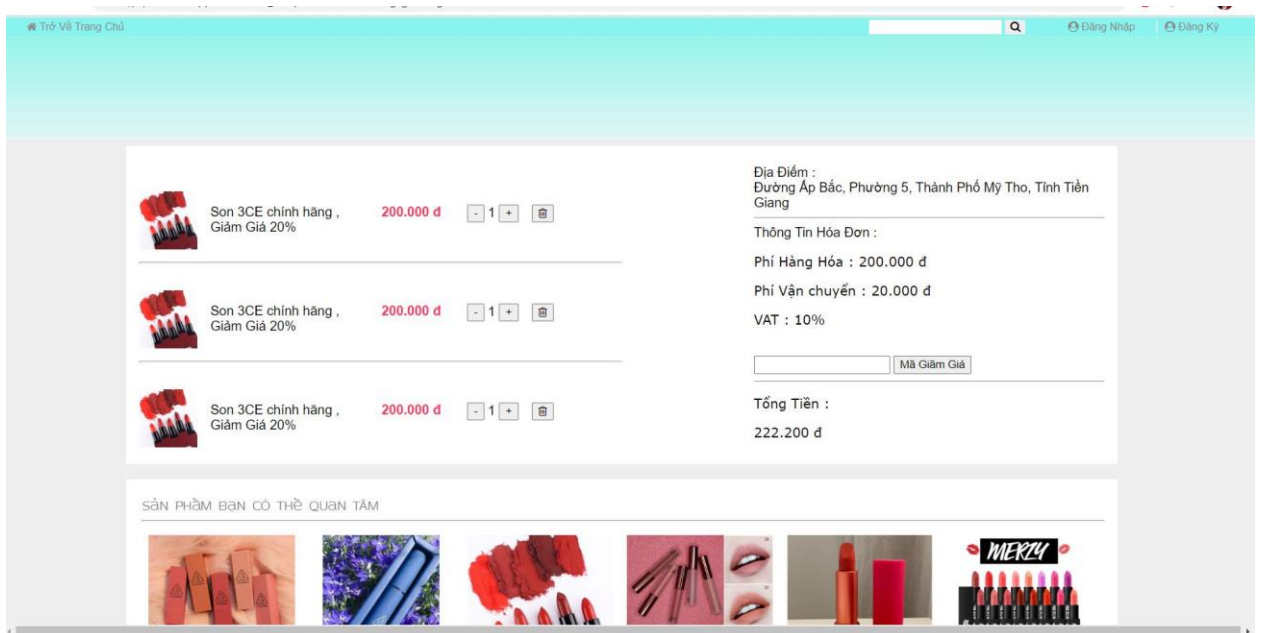 Trở Về Trang Chủ
Đăng Nhập
Đăng Ký
Son 3CE chính hãng ,
Giảm Giá 20%
200.000 đ
- 1 +
Son 3CE chính hãng ,
Giảm Giá 20%
200.000 đ
- 1 +
Son 3CE chính hãng ,
Giảm Giá 20%
200.000 đ
- 1 +
Địa Điểm :
Đường Ấp Bắc, Phường 5, Thành Phố Mỹ Tho, Tỉnh Tiền
Giang
Thông Tin Hóa Đơn :
Phí Hàng Hóa : 200.000 đ
Phí Vận chuyển : 20.000 đ
VAT : 10%
Mã Giãm Giá
Tổng Tiền :
222.200 đ
SẢN PHẦM BẠN CÓ THỀ QUAN TÂM
MERZY